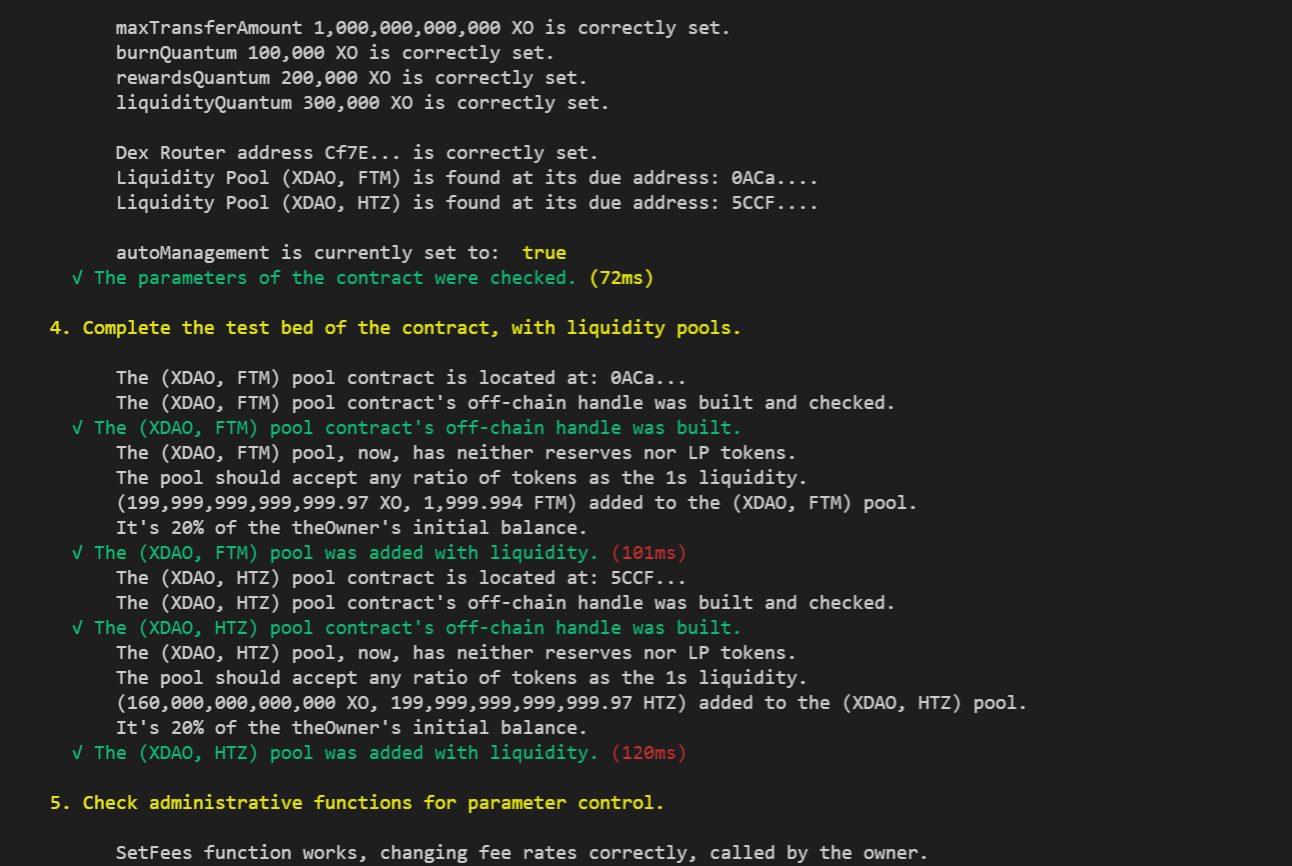 maxTransferAmount 1,000,000,000,000 XO is correctly set.
burnQuantum 100,000 XO is correctly set.
rewardsQuantum 200,000 XO is correctly set.
liquidityQuantum 300,000 XO is correctly set.
Dex Router address Cf7E... is correctly set.
Liquidity Pool (XDAO, FTM) is found at its due address: 0ACa....
Liquidity Pool (XDAO, HTZ) is found at its due address: 5CCF....
autoManagement is currently set to:  true
√ The parameters of the contract were checked. (72ms)
4. Complete the test bed of the contract, with liquidity pools.
The (XDAO, FTM) pool contract is located at: 0ACa...
The (XDAO, FTM) pool contract's off-chain handle was built and checked.
√ The (XDAO, FTM) pool contract's off-chain handle was built.
The (XDAO, FTM) pool, now, has neither reserves nor LP tokens.
The pool should accept any ratio of tokens as the 1s liquidity.
(199,999,999,999,999.97 XO, 1,999.994 FTM) added to the (XDAO, FTM) pool.
It's 20% of the theOwner's initial balance.
√ The (XDAO, FTM) pool was added with liquidity. (101ms)
The (XDAO, HTZ) pool contract is located at: 5CCF...
The (XDAO, HTZ) pool contract's off-chain handle was built and checked.
√ The (XDAO, HTZ) pool contract's off-chain handle was built.
The (XDAO, HTZ) pool, now, has neither reserves nor LP tokens.
The pool should accept any ratio of tokens as the 1s liquidity.
(160,000,000,000,000 XO, 199,999,999,999,999.97 HTZ) added to the (XDAO, HTZ) pool.
It's 20% of the theOwner's initial balance.
√ The (XDAO, HTZ) pool was added with liquidity. (120ms)
5. Check administrative functions for parameter control.
SetFees function works, changing fee rates correctly, called by the owner.